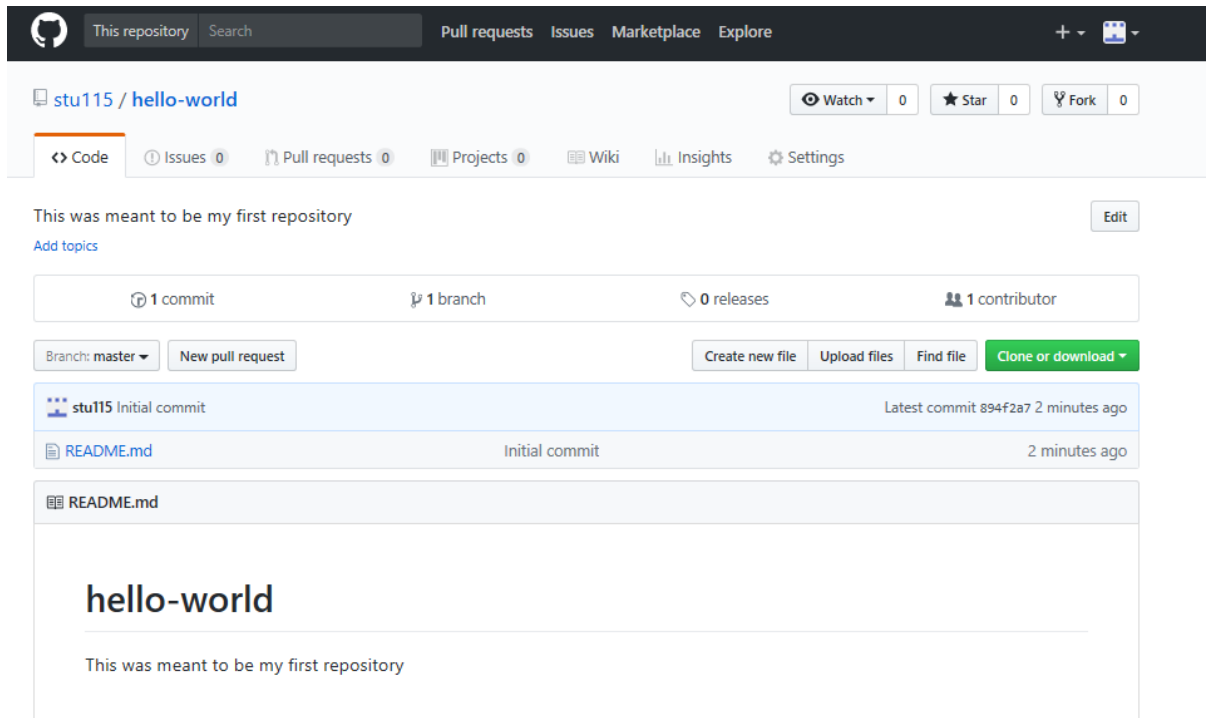 This repository Search Pull requests Issues Marketplace Explore
stu115 / hello-world Watch 0 Star 0 Fork 0
Code Issues 0 Pull requests 0 Projects 0 Wiki Insights Settings
This was meant to be my first repository Edit
Add topics
1 commit 1 branch 0 releases 1 contributor
Branch: master New pull request Create new file Upload files Find file Clone or download
stu115 Initial commit Latest commit 894f2a7 2 minutes ago
README.md Initial commit 2 minutes ago
README.md
hello-world
This was meant to be my first repository